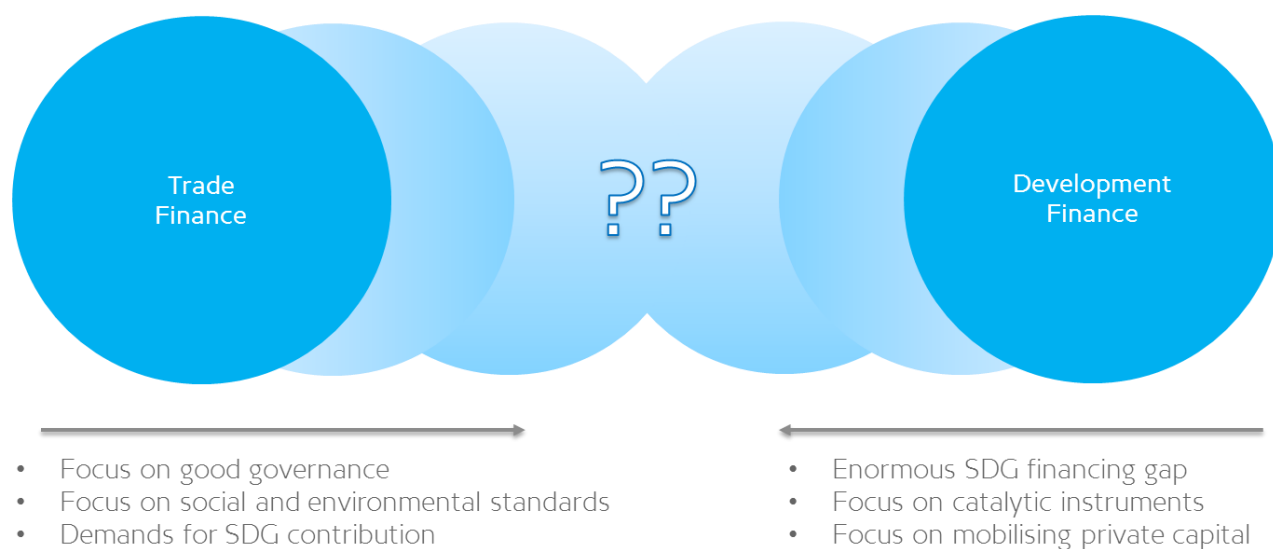 Trade
Finance
??
Development
Finance
• Focus on good governance
• Focus on social and environmental standards
• Demands for SDG contribution
• Enormous SDG financing gap
• Focus on catalytic instruments
• Focus on mobilising private capital